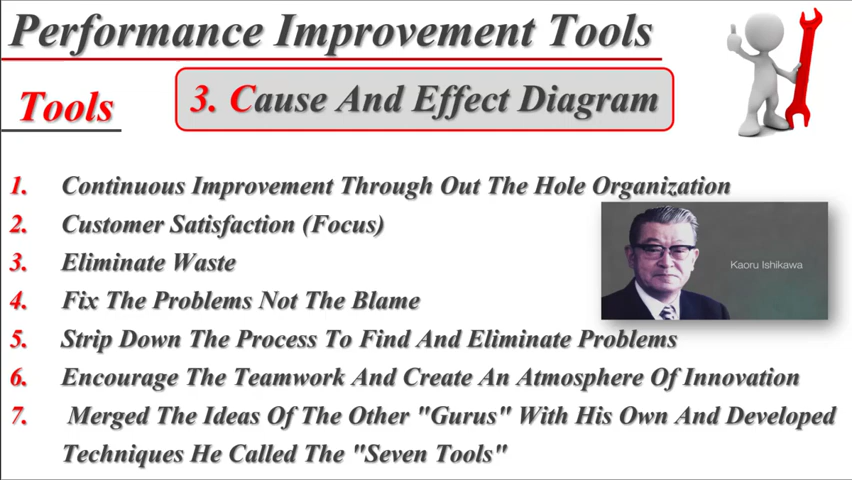 Performance Improvement Tools
Tools
3. Cause And Effect Diagram
1. Continuous Improvement Through Out The Hole Organization
2. Customer Satisfaction (Focus)
3. Eliminate Waste
Kaoru Ishikawa
4. Fix The Problems Not The Blame
5. Strip Down The Process To Find And Eliminate Problems
6. Encourage The Teamwork And Create An Atmosphere Of Innovation
7. Merged The Ideas Of The Other "Gurus" With His Own And Developed
Techniques He Called The "Seven Tools"